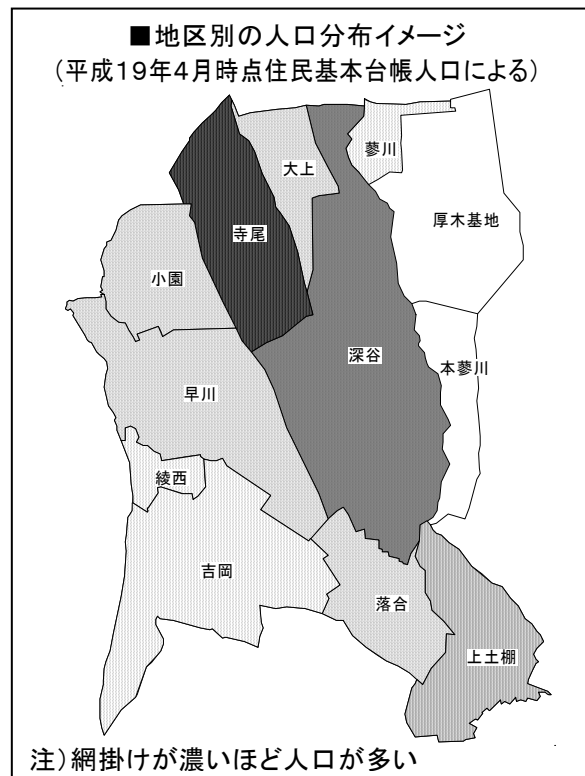 ■地区別の人口分布イメージ
(平成19年4月時点住民基本台帳人口による)
蓼川
大上
厚木基地
寺尾
小園
深谷
本蓼川
早川
綾西
吉岡
落合
上土棚
注)網掛けが濃いほど人口が多い